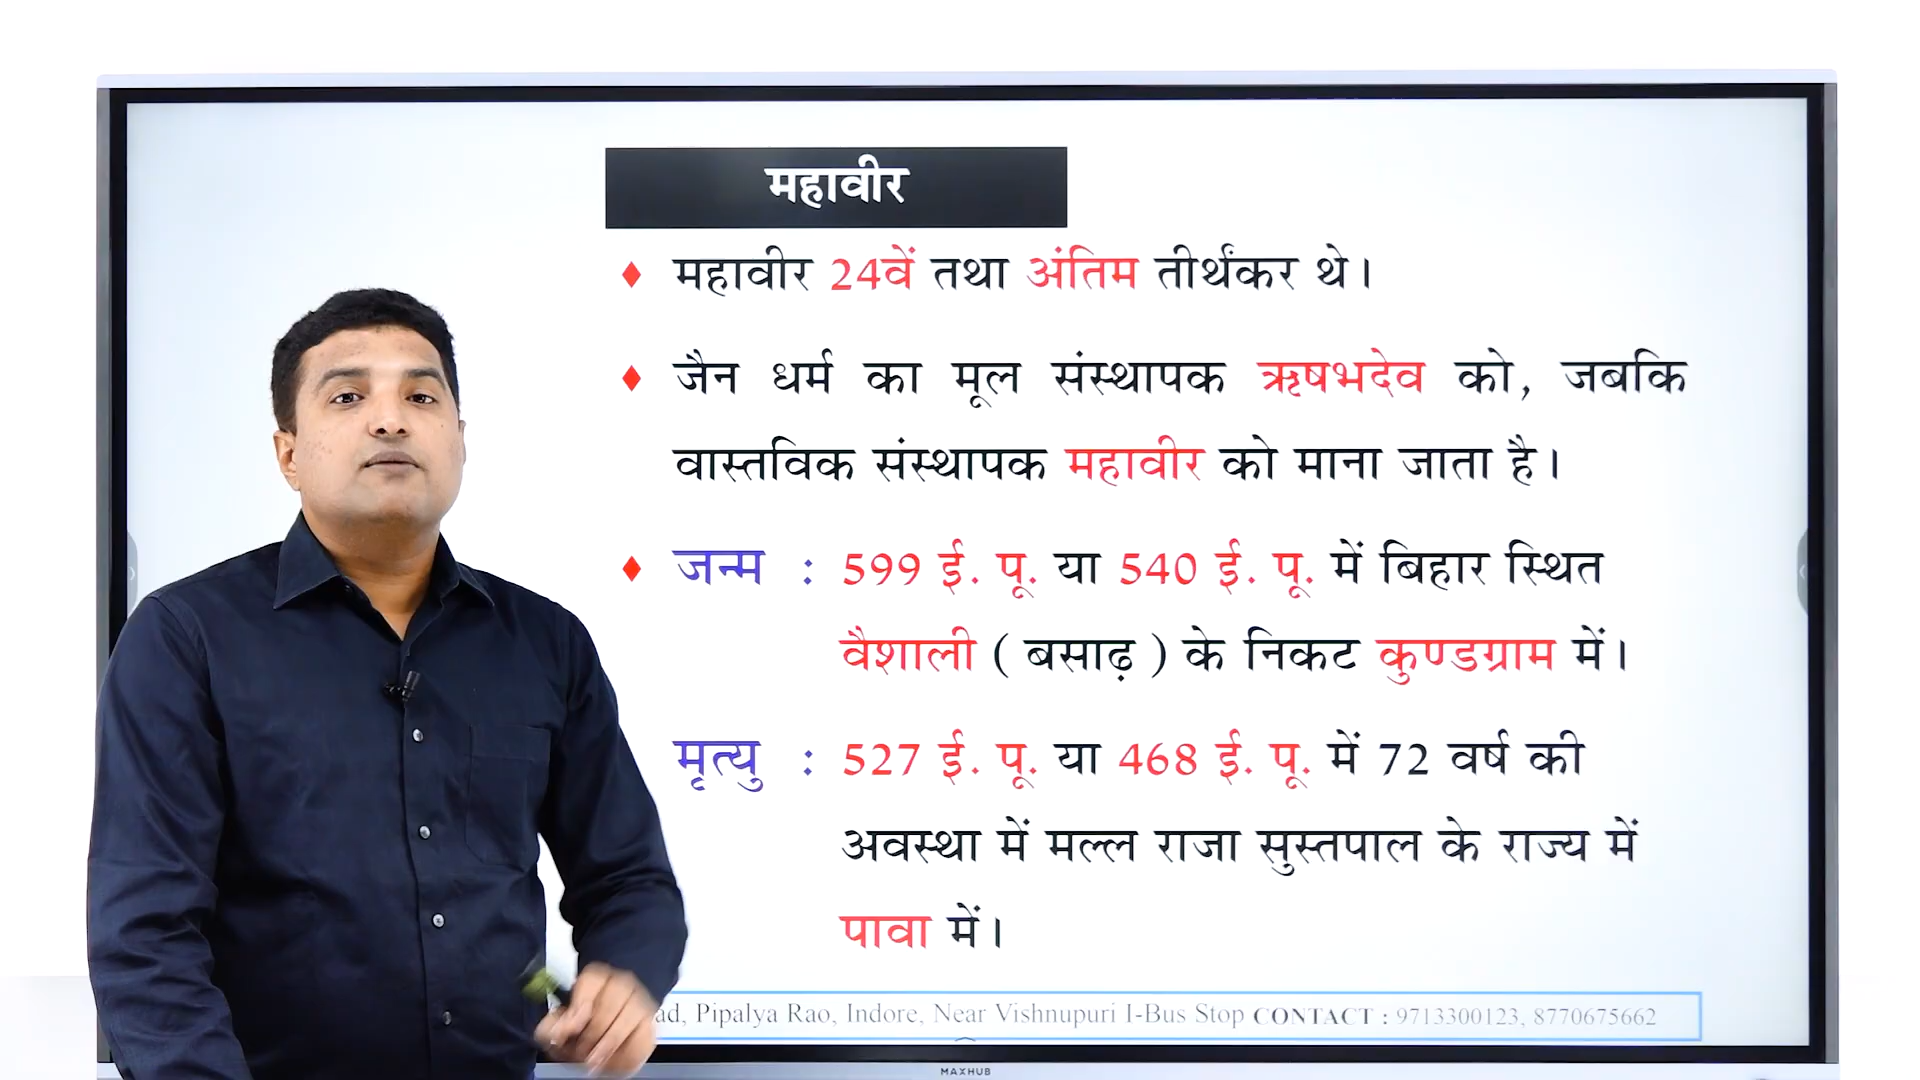 महावीर
महावीर 24वें तथा अंतिम तीर्थंकर थे।
जैन धर्म का मूल संस्थापक ऋषभदेव को, जबकि
वास्तविक संस्थापक महावीर को माना जाता है।
जन्म : 599 ई. पू. या 540 ई. पू. में बिहार स्थित
वैशाली ( बसाढ़ ) के निकट कुण्डग्राम में।
मृत्यु : 527 ई. पू. या 468 ई. पू. में 72 वर्ष की
अवस्था में मल्ल राजा सुस्तपाल के राज्य में
पावा में।
Pipalya Rao, Indore, Near Vishnupuri I-Bus Stop CONTACT : 9713300123, 8770675662
MAXHUB